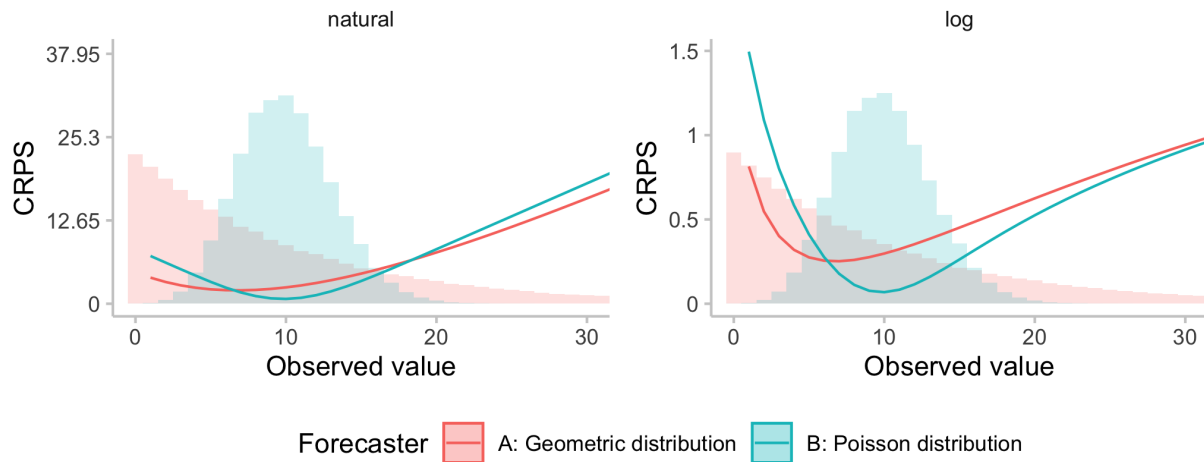 natural
CRPS
37.95
25.3
12.65
0
0 10 20 30
Observed value
log
CRPS
1.5
1
0.5
0
0 10 20 30
Observed value
Forecaster A: Geometric distribution B: Poisson distribution